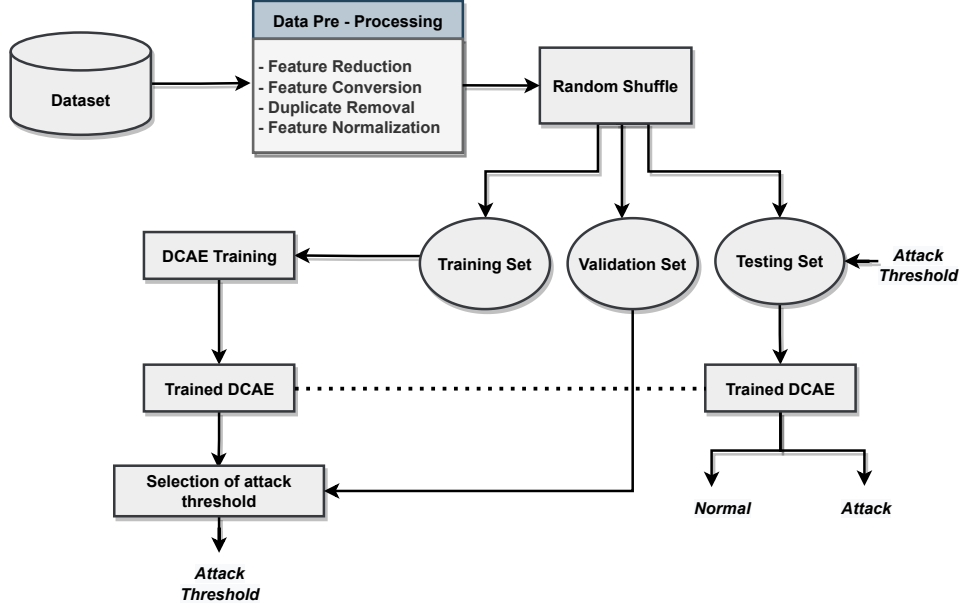 Data Pre - Processing
Dataset
- Feature Reduction
- Feature Conversion
- Duplicate Removal
- Feature Normalization
Random Shuffle
DCAE Training
Training Set
Validation Set
Testing Set
Attack
Threshold
Trained DCAE
Trained DCAE
Selection of attack
threshold
Normal
Attack
Attack
Threshold